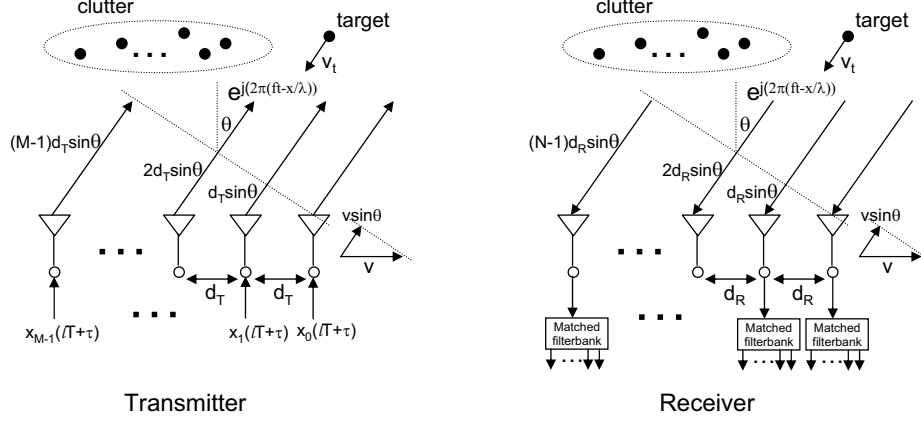 clutter
target
v_t
e^{j(2π(ft-x/λ))}
θ
(M-1)d_T sinθ
2d_T sinθ
d_T sinθ
vsinθ
v
...
...
...
d_T
d_T
x_{M-1}(lT+τ)
x_1(lT+τ)
x_0(lT+τ)
Transmitter
clutter
target
v_t
e^{j(2π(ft-x/λ))}
θ
(N-1)d_R sinθ
2d_R sinθ
d_R sinθ
vsinθ
v
...
...
...
d_R
d_R
Matched
filterbank
...
Matched
filterbank
...
Matched
filterbank
...
Receiver